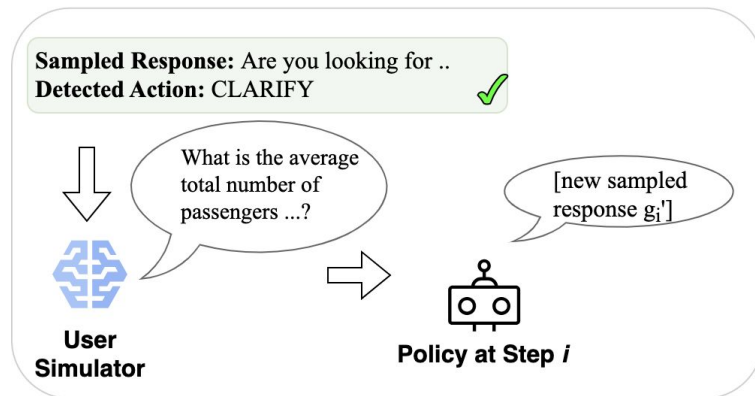 Sampled Response: Are you looking for ..
Detected Action: CLARIFY
What is the average
total number of
passengers ...?
[new sampled
response gi']
User
Simulator
Policy at Step i